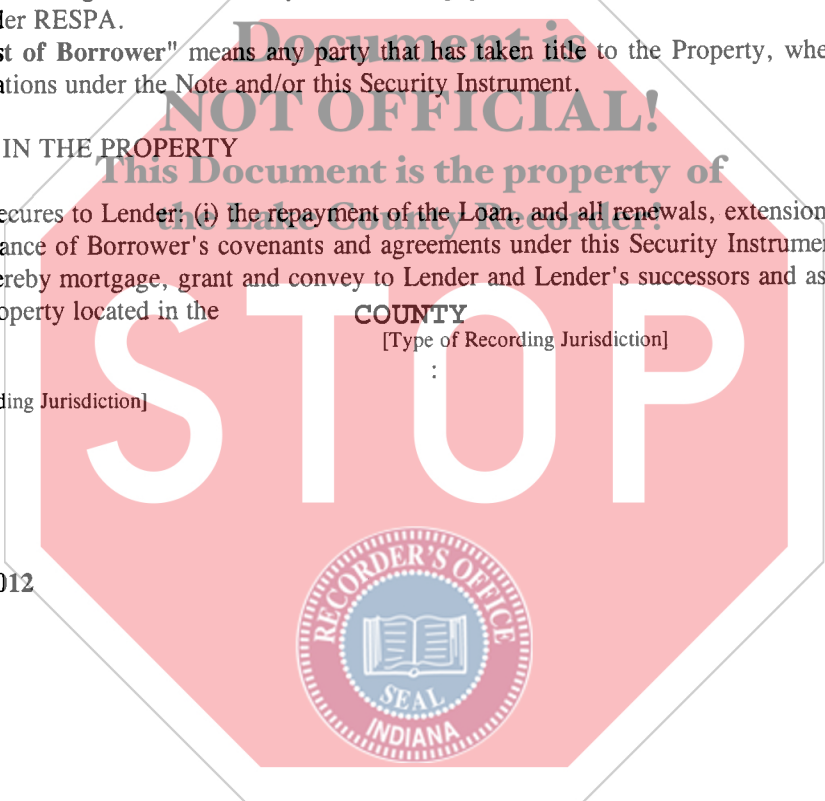 der RESPA.
Document is
st of Borrower" means any party that has taken title to the Property, whe
ations under the Note and/or this Security Instrument.
NOT OFFICIAL!
IN THE PROPERTY
This Document is the property of
the Lake County Recorder!
ecures to Lender: (i) the repayment of the Loan, and all renewals, extension
ance of Borrower's covenants and agreements under this Security Instrumen
ereby mortgage, grant and convey to Lender and Lender's successors and as
operty located in the COUNTY
[Type of Recording Jurisdiction]
:
ding Jurisdiction]
STOP
012
RECORDER'S OFFICE
SEAL
INDIANA